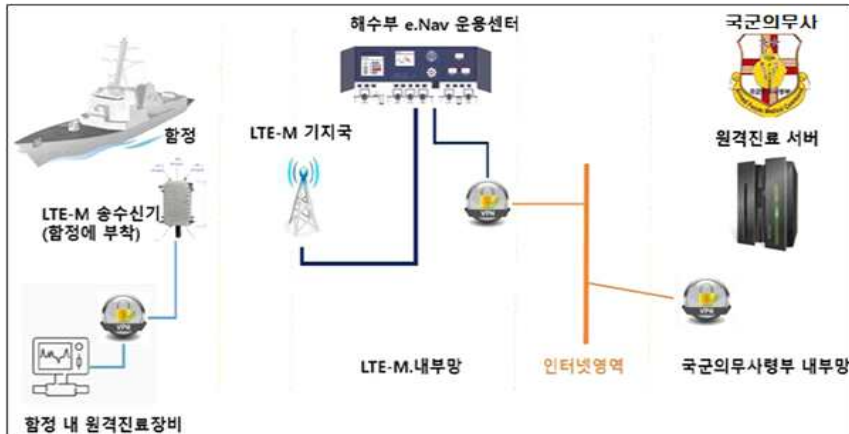 해수부 e.Nav 운용센터
국군의무사
함정
LTE-M 기지국
원격진료 서버
LTE-M 송수신기
(함정에 부착)
VPN
VPN
VPN
LTE-M.내부망
인터넷영역
국군의무사령부 내부망
함정 내 원격진료장비